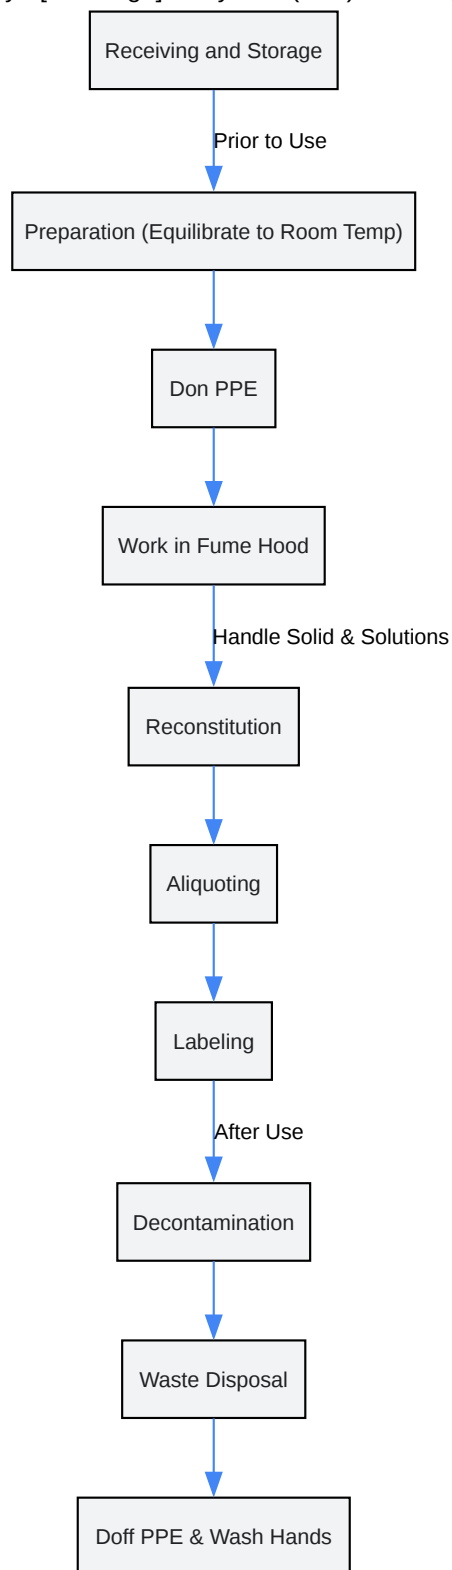 Receiving and Storage
Prior to Use
Preparation (Equilibrate to Room Temp)
Don PPE
Work in Fume Hood
Handle Solid & Solutions
Reconstitution
Aliquoting
Labeling
After Use
Decontamination
Waste Disposal
Doff PPE & Wash Hands